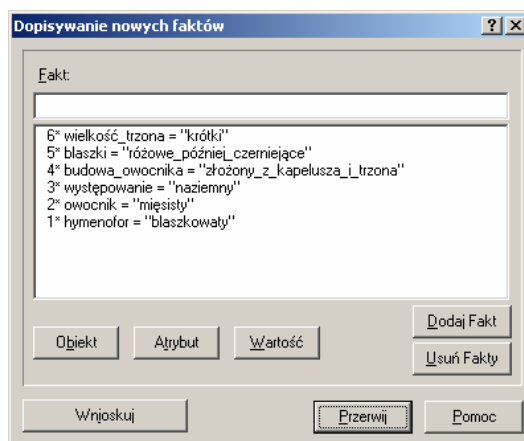 Dopisywanie nowych faktów
Fakt:
6* wielkość_trzona = "krótki"
5* blaszki = "różowe_później_czerniejące"
4* budowa_owocnika = "złożony_z_kapelusza_i_trzona"
3* występowanie = "naziemny"
2* owocnik = "mięsisty"
1* hymenofor = "blaszkowaty"
Dodaj Fakt
Obiekt Atrybut Wartość
Usuń Fakty
Wnioskuj Przerwij Pomoc